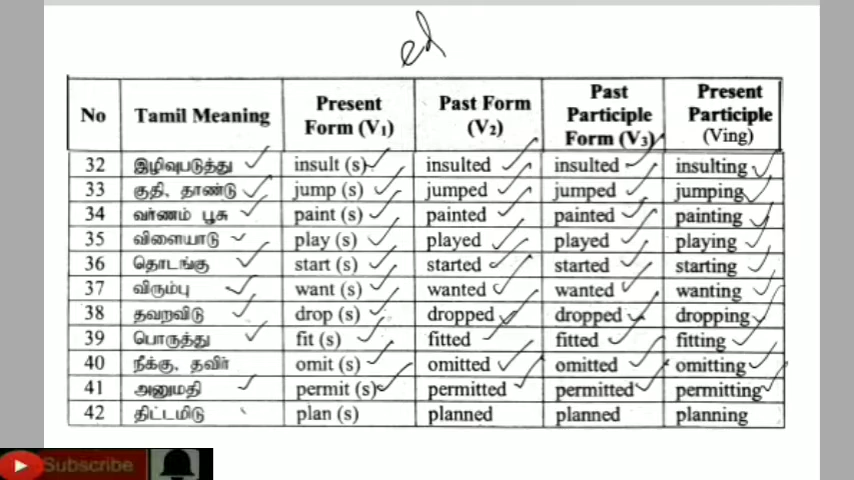 ed
No Tamil Meaning Present Form (V1) Past Form (V2) Past Participle Form (V3) Present Participle (Ving)
32 இழிவுபடுத்து insult (s) insulted insulted insulting
33 குதி, தாண்டு jump (s) jumped jumped jumping
34 வர்ணம் பூசு paint (s) painted painted painting
35 விளையாடு play (s) played played playing
36 தொடங்கு start (s) started started starting
37 விரும்பு want (s) wanted wanted wanting
38 தவறவிடு drop (s) dropped dropped dropping
39 பொருத்து fit (s) fitted fitted fitting
40 நீக்கு, தவிர் omit (s) omitted omitted omitting
41 அனுமதி permit (s) permitted permitted permitting
42 திட்டமிடு plan (s) planned planned planning
Subscribe